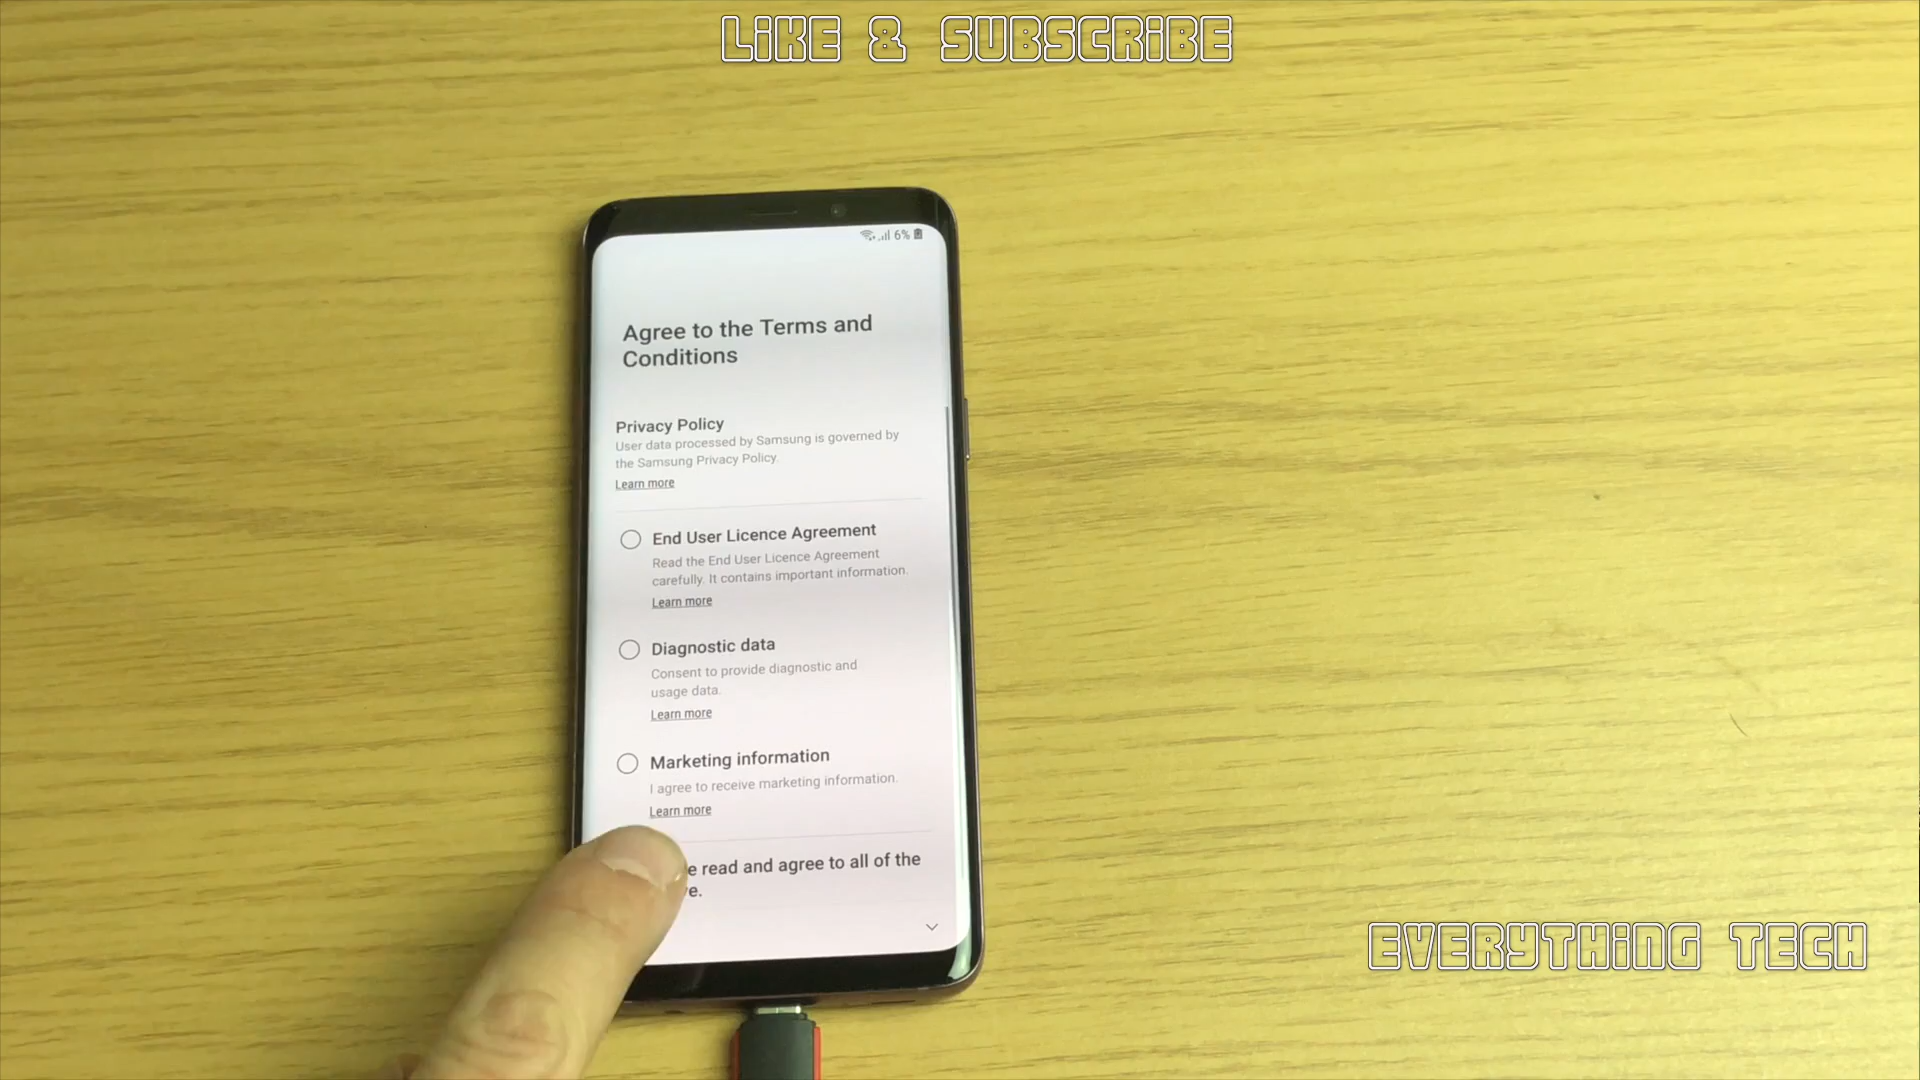 LIKE & SUBSCRIBE
6%
Agree to the Terms and
Conditions
Privacy Policy
User data processed by Samsung is governed by
the Samsung Privacy Policy.
Learn more
End User Licence Agreement
Read the End User Licence Agreement
carefully. It contains important information.
Learn more
Diagnostic data
Consent to provide diagnostic and
usage data.
Learn more
Marketing information
I agree to receive marketing information.
Learn more
read and agree to all of the
EVERYTHING TECH